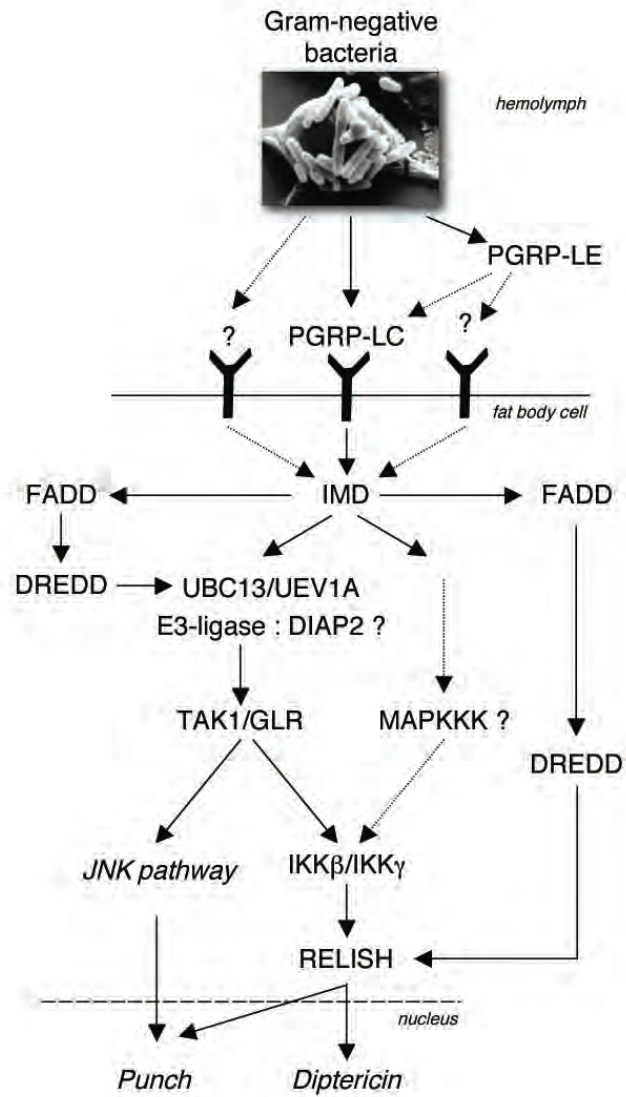 Gram-negative
bacteria
hemolymph
PGRP-LE
? PGRP-LC ?
fat body cell
FADD IMD FADD
DREDD UBC13/UEV1A
E3-ligase : DIAP2 ?
TAK1/GLR MAPKKK ?
DREDD
JNK pathway IKKβ/IKKγ
RELISH
nucleus
Punch Diptericin